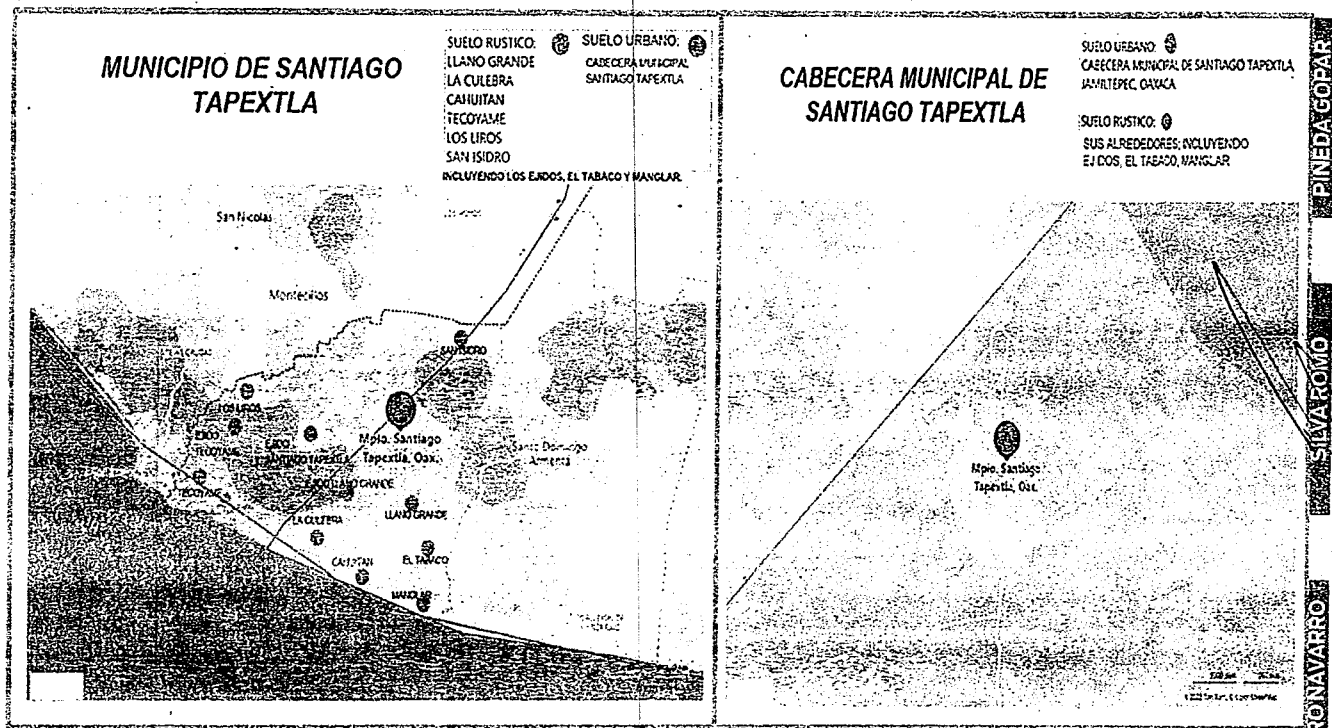 MUNICIPIO DE SANTIAGO
TAPEXTLA
SUELO RUSTICO:
LLANO GRANDE
LA CULEBRA
CAHUITAN
TECOYAME
LOS LIROS
SAN ISIDRO
INCLUYENDO LOS EJIDOS, EL TABACO Y MANGLAR.
SUELO URBANO:
CABECERA MUNICIPAL
SANTIAGO TAPEXTLA
San Nicolas
Montecillos
SAN ISIDRO
LOS LIROS
EJIDO
TECOYAME
EJIDO
SANTIAGO TAPEXTLA
Mpio. Santiago
Tapextla, Oax.
Santo Domingo
Armenta
TECOYAME
EJIDO LLANO GRANDE
LLANO GRANDE
LA CULEBRA
EL TABACO
CAHUITAN
MANGLAR
CABECERA MUNICIPAL DE
SANTIAGO TAPEXTLA
SUELO URBANO:
CABECERA MUNICIPAL DE SANTIAGO TAPEXTLA,
JAMILTEPEC, OAXACA
SUELO RUSTICO:
SUS ALREDEDORES; INCLUYENDO
EJIDOS, EL TABACO, MANGLAR
Mpio. Santiago
Tapextla, Oax.
PINEDA GOPAR
SILVA ROMO
NAVARRO